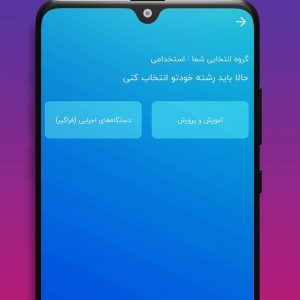 گروه انتخابی شما : استخدامی
حالا باید رشته خودتو انتخاب کنی
آموزش و پرورش
دستگاه‌های اجرایی (فراگیر)